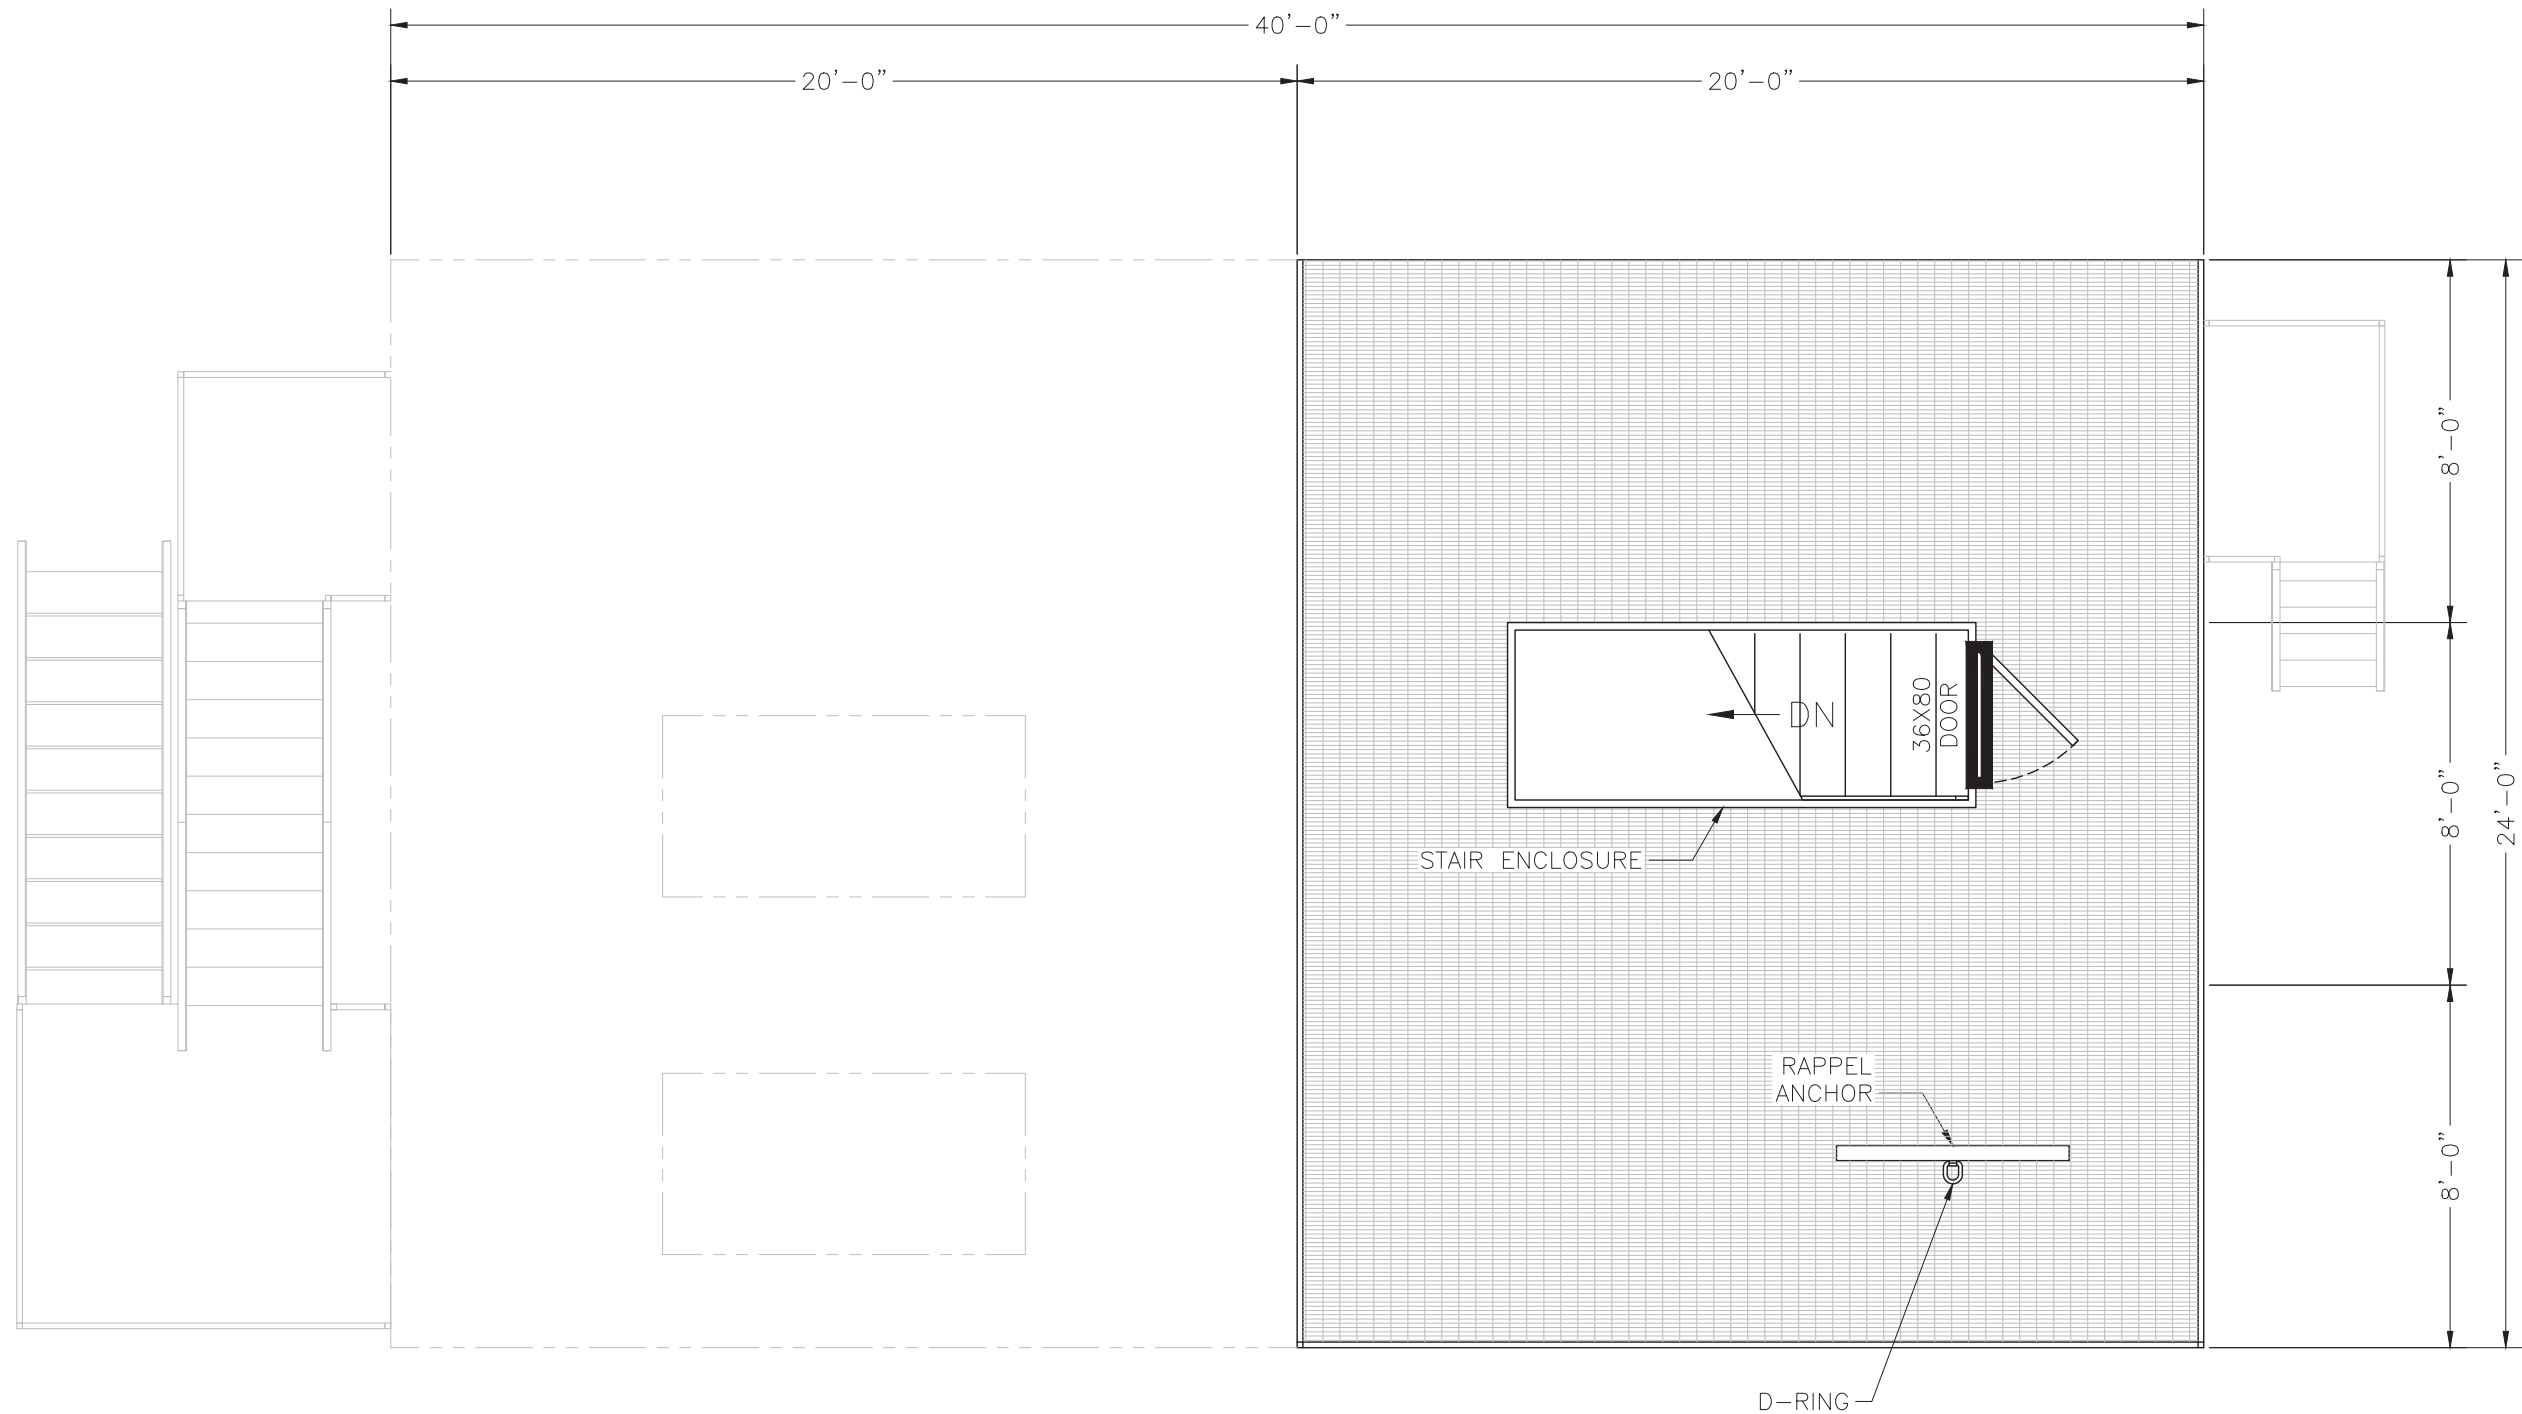 40'-0"
20'-0"
20'-0"
8'-0"
36X80
DOOR
DN
8'-0"
24'-0"
STAIR ENCLOSURE
RAPPEL
ANCHOR
8'-0"
D-RING